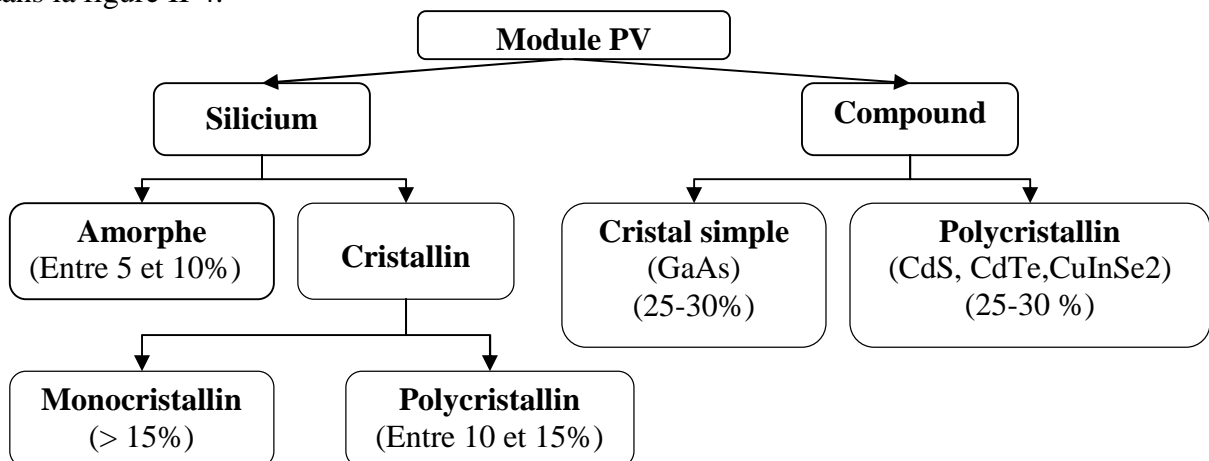 dans la figure II-4.
Module PV
Silicium
Compound
Amorphe
(Entre 5 et 10%)
Cristallin
Cristal simple
(GaAs)
(25-30%)
Polycristallin
(CdS, CdTe,CuInSe2)
(25-30 %)
Monocristallin
(> 15%)
Polycristallin
(Entre 10 et 15%)